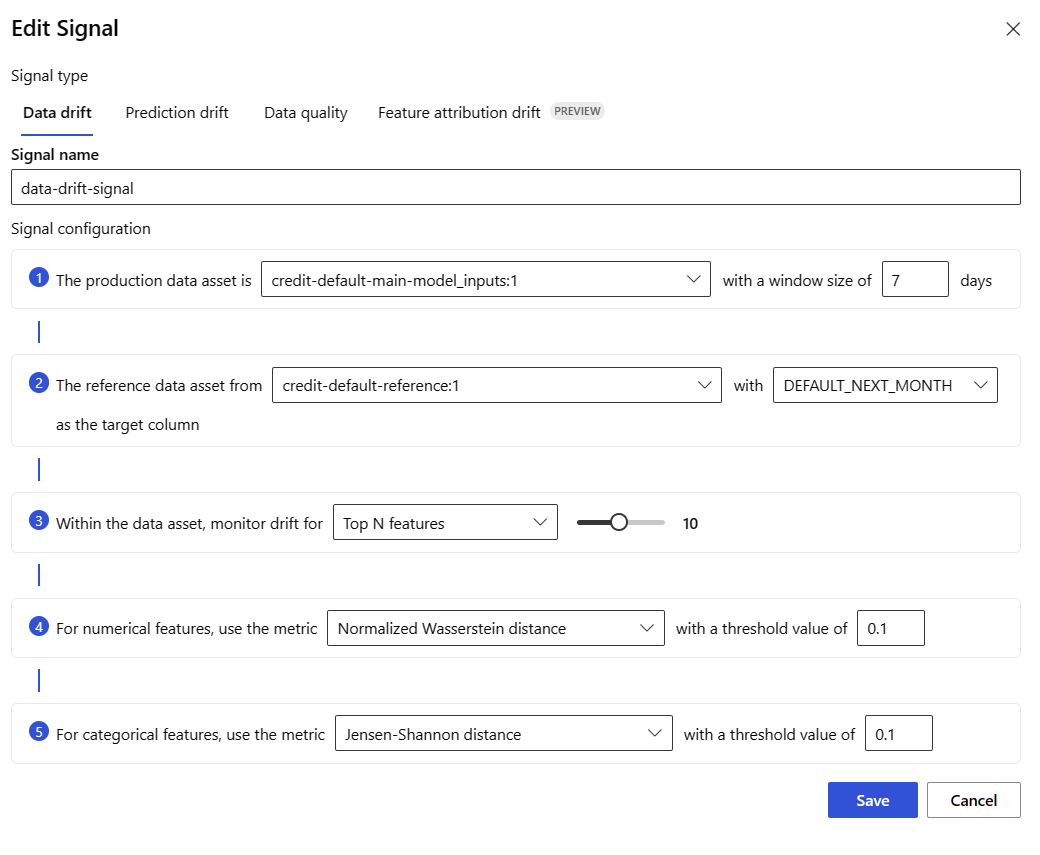 Edit Signal
Signal type
Data drift Prediction drift Data quality Feature attribution drift PREVIEW
Signal name
data-drift-signal
Signal configuration
1 The production data asset is credit-default-main-model_inputs:1 with a window size of 7 days
2 The reference data asset from credit-default-reference:1 with DEFAULT_NEXT_MONTH
as the target column
3 Within the data asset, monitor drift for Top N features 10
4 For numerical features, use the metric Normalized Wasserstein distance with a threshold value of 0.1
5 For categorical features, use the metric Jensen-Shannon distance with a threshold value of 0.1
Save Cancel